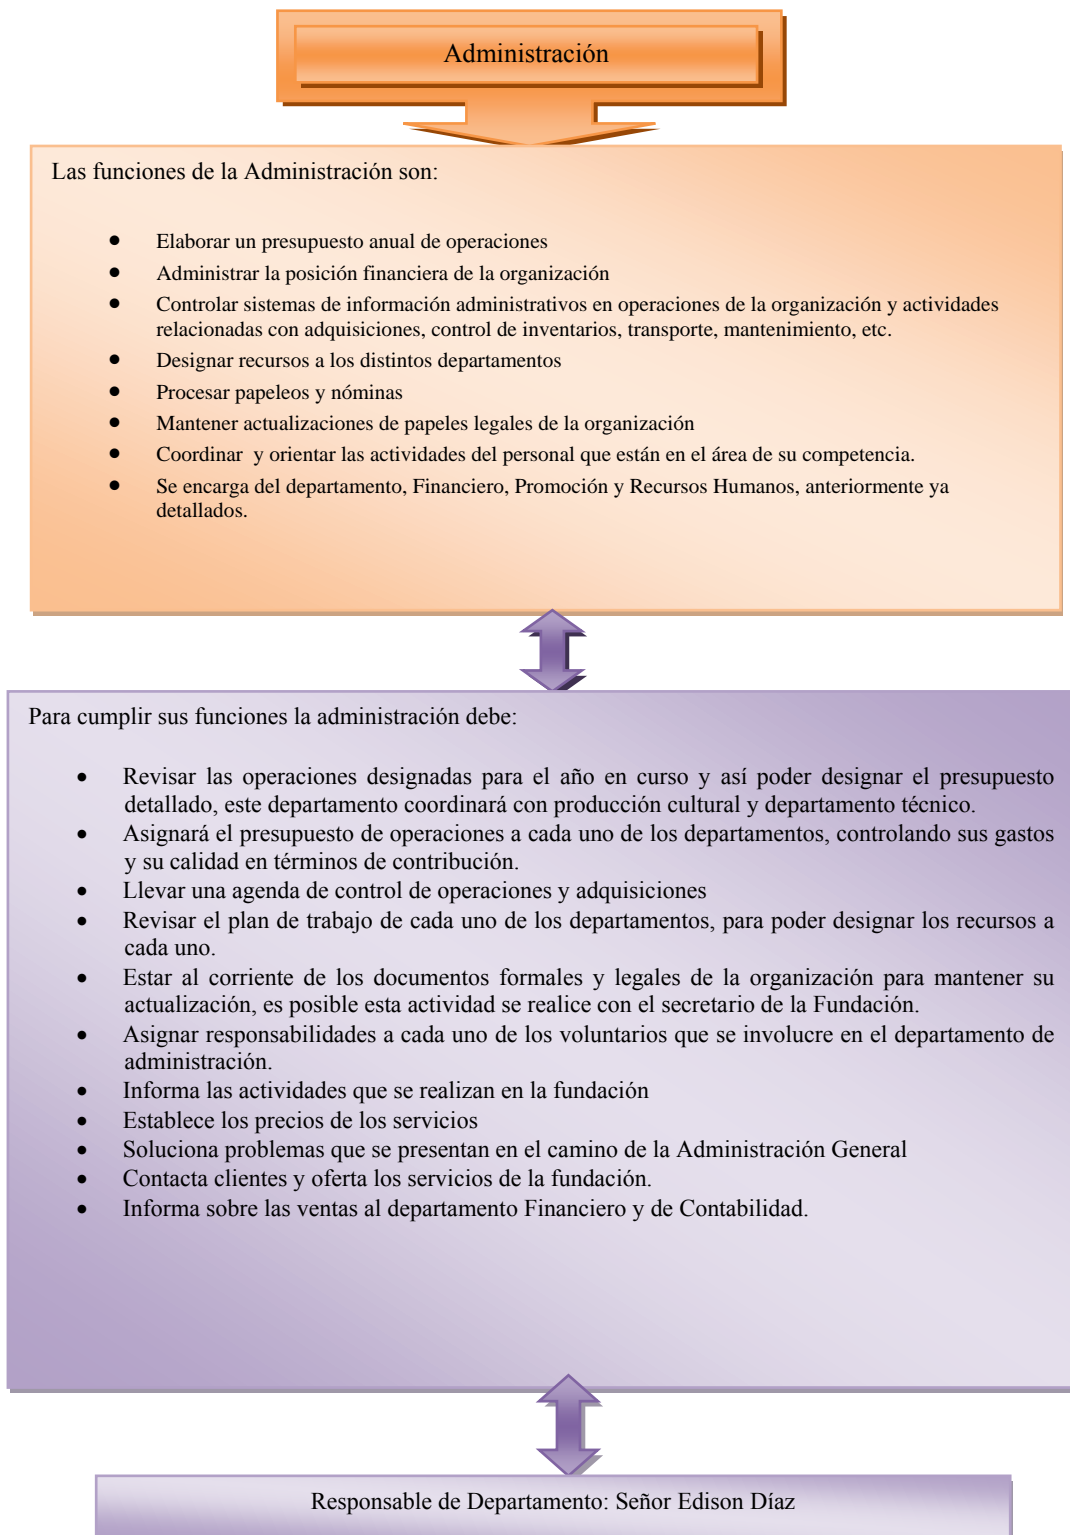 Administración
Las funciones de la Administración son:
• Elaborar un presupuesto anual de operaciones
• Administrar la posición financiera de la organización
• Controlar sistemas de información administrativos en operaciones de la organización y actividades
relacionadas con adquisiciones, control de inventarios, transporte, mantenimiento, etc.
• Designar recursos a los distintos departamentos
• Procesar papeleos y nóminas
• Mantener actualizaciones de papeles legales de la organización
• Coordinar  y orientar las actividades del personal que están en el área de su competencia.
• Se encarga del departamento, Financiero, Promoción y Recursos Humanos, anteriormente ya
detallados.
Para cumplir sus funciones la administración debe:
• Revisar las operaciones designadas para el año en curso y así poder designar el presupuesto
detallado, este departamento coordinará con producción cultural y departamento técnico.
• Asignará el presupuesto de operaciones a cada uno de los departamentos, controlando sus gastos
y su calidad en términos de contribución.
• Llevar una agenda de control de operaciones y adquisiciones
• Revisar el plan de trabajo de cada uno de los departamentos, para poder designar los recursos a
cada uno.
• Estar al corriente de los documentos formales y legales de la organización para mantener su
actualización, es posible esta actividad se realice con el secretario de la Fundación.
• Asignar responsabilidades a cada uno de los voluntarios que se involucre en el departamento de
administración.
• Informa las actividades que se realizan en la fundación
• Establece los precios de los servicios
• Soluciona problemas que se presentan en el camino de la Administración General
• Contacta clientes y oferta los servicios de la fundación.
• Informa sobre las ventas al departamento Financiero y de Contabilidad.
Responsable de Departamento: Señor Edison Díaz